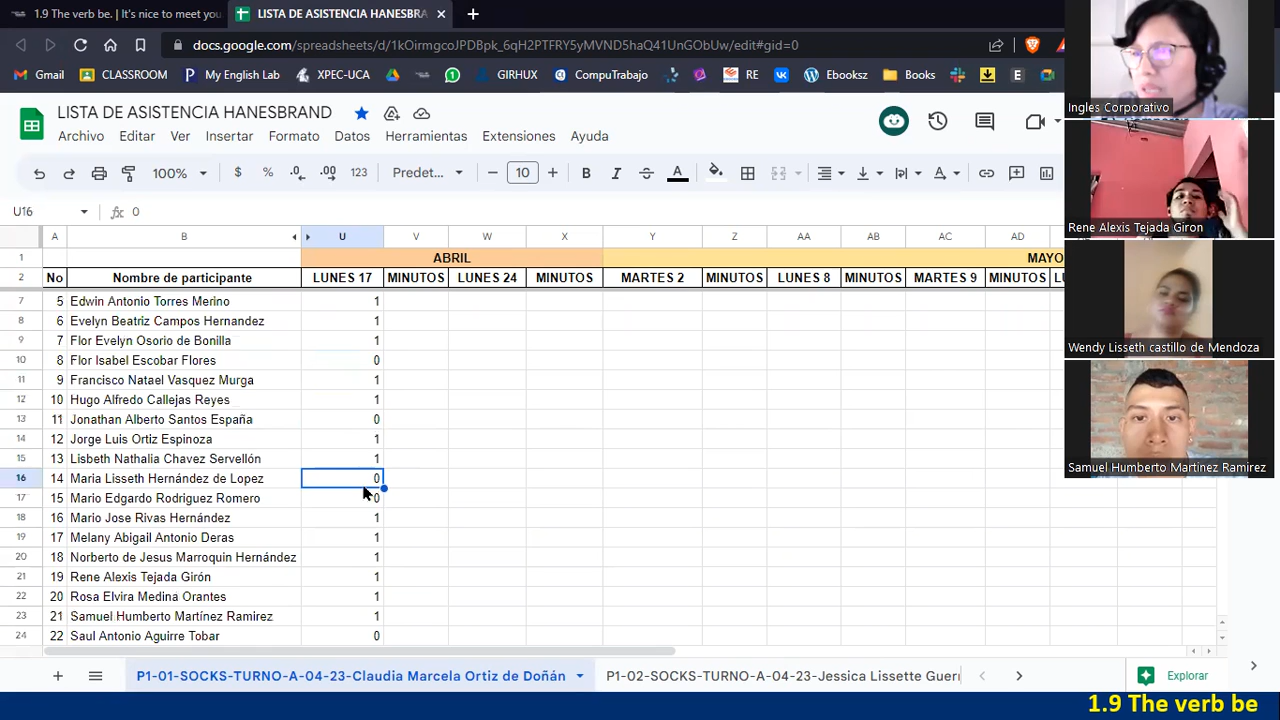 1.9 The verb be. | It's nice to meet you
LISTA DE ASISTENCIA HANESBRA
docs.google.com/spreadsheets/d/1kOirmgcoJPDBpk_6qH2PTFRY5yMVND5haQ41UnGObUw/edit#gid=0
Gmail CLASSROOM My English Lab XPEC-UCA GIRHUX CompuTrabajo RE Ebooksz Books
LISTA DE ASISTENCIA HANESBRAND
Archivo Editar Ver Insertar Formato Datos Herramientas Extensiones Ayuda
100% $ % .0 .00 123 Predet... 10 B I A
U16 fx 0
A B U V W X Y Z AA AB AC AD
1 ABRIL MAYO
2 No Nombre de participante LUNES 17 MINUTOS LUNES 24 MINUTOS MARTES 2 MINUTOS LUNES 8 MINUTOS MARTES 9 MINUTOS
7 5 Edwin Antonio Torres Merino 1
8 6 Evelyn Beatriz Campos Hernandez 1
9 7 Flor Evelyn Osorio de Bonilla 1
10 8 Flor Isabel Escobar Flores 0
11 9 Francisco Natael Vasquez Murga 1
12 10 Hugo Alfredo Callejas Reyes 1
13 11 Jonathan Alberto Santos España 0
14 12 Jorge Luis Ortiz Espinoza 1
15 13 Lisbeth Nathalia Chavez Servellón 1
16 14 Maria Lisseth Hernández de Lopez 0
17 15 Mario Edgardo Rodriguez Romero 0
18 16 Mario Jose Rivas Hernández 1
19 17 Melany Abigail Antonio Deras 1
20 18 Norberto de Jesus Marroquin Hernández 1
21 19 Rene Alexis Tejada Girón 1
22 20 Rosa Elvira Medina Orantes 1
23 21 Samuel Humberto Martínez Ramirez 1
24 22 Saul Antonio Aguirre Tobar 0
P1-01-SOCKS-TURNO-A-04-23-Claudia Marcela Ortiz de Doñán
P1-02-SOCKS-TURNO-A-04-23-Jessica Lissette Guer
Explorar
Ingles Corporativo
Rene Alexis Tejada Giron
Wendy Lisseth castillo de Mendoza
Samuel Humberto Martinez Ramirez
1.9 The verb be